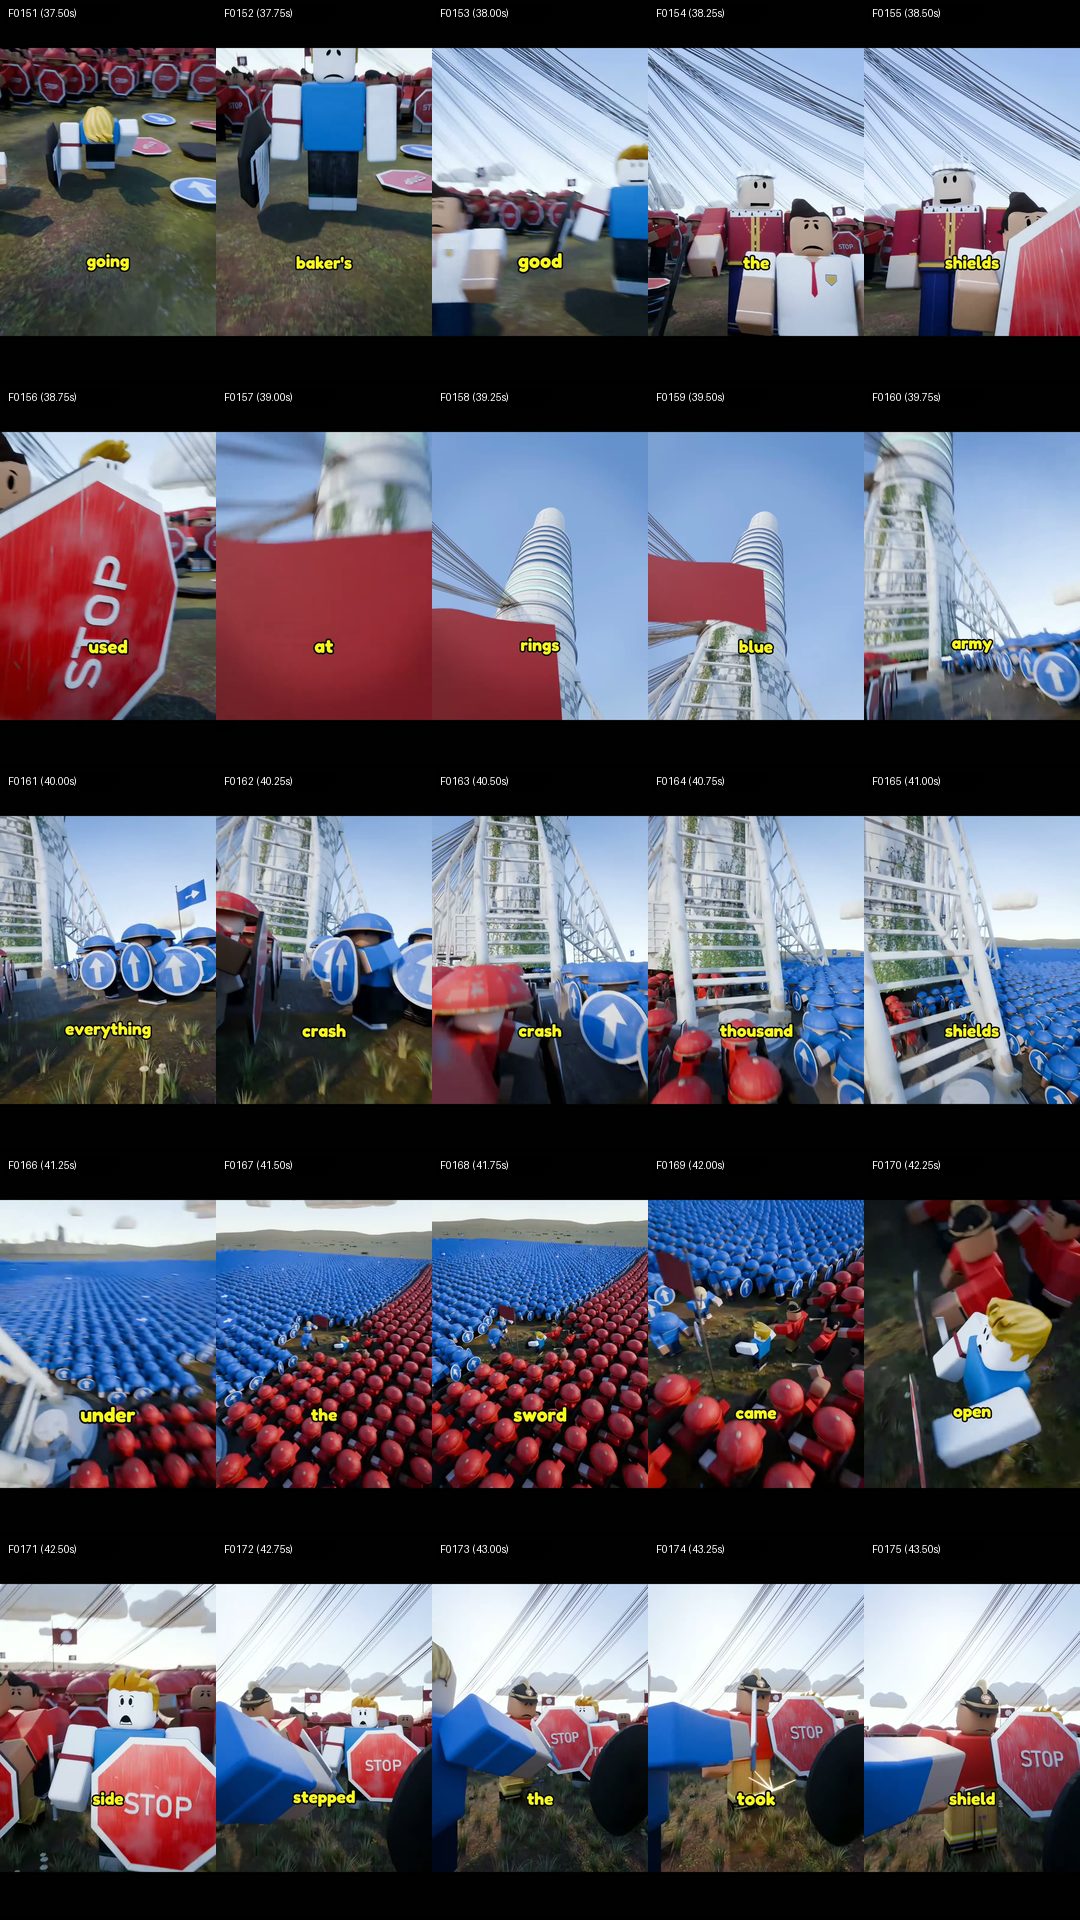 F0151 (37.50s)
F0152 (37.75s)
F0153 (38.00s)
F0154 (38.25s)
F0155 (38.50s)
STOP
STOP
going
baker's
good
the
shields
F0156 (38.75s)
F0157 (39.00s)
F0158 (39.25s)
F0159 (39.50s)
F0160 (39.75s)
STOP
used
at
rings
blue
army
F0161 (40.00s)
F0162 (40.25s)
F0163 (40.50s)
F0164 (40.75s)
F0165 (41.00s)
everything
crash
crash
thousand
shields
F0166 (41.25s)
F0167 (41.50s)
F0168 (41.75s)
F0169 (42.00s)
F0170 (42.25s)
under
the
sword
came
open
F0171 (42.50s)
F0172 (42.75s)
F0173 (43.00s)
F0174 (43.25s)
F0175 (43.50s)
STOP
STOP
STOP
STOP
STOP
side
stepped
the
took
shield